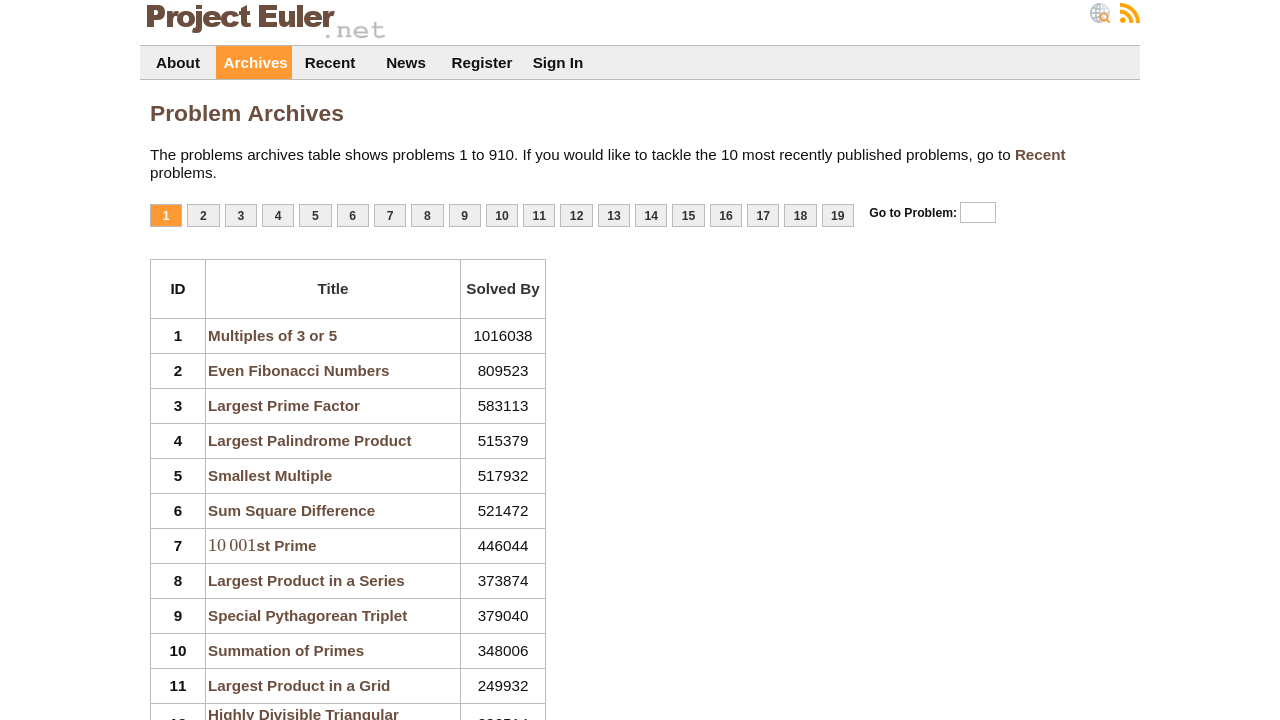 Project Euler
.net
About Archives Recent News Register Sign In
Problem Archives
The problems archives table shows problems 1 to 910. If you would like to tackle the 10 most recently published problems, go to Recent
problems.
1 2 3 4 5 6 7 8 9 10 11 12 13 14 15 16 17 18 19 Go to Problem:
ID Title Solved By
1 Multiples of 3 or 5 1016038
2 Even Fibonacci Numbers 809523
3 Largest Prime Factor 583113
4 Largest Palindrome Product 515379
5 Smallest Multiple 517932
6 Sum Square Difference 521472
7 10 001st Prime 446044
8 Largest Product in a Series 373874
9 Special Pythagorean Triplet 379040
10 Summation of Primes 348006
11 Largest Product in a Grid 249932
Highly Divisible Triangular